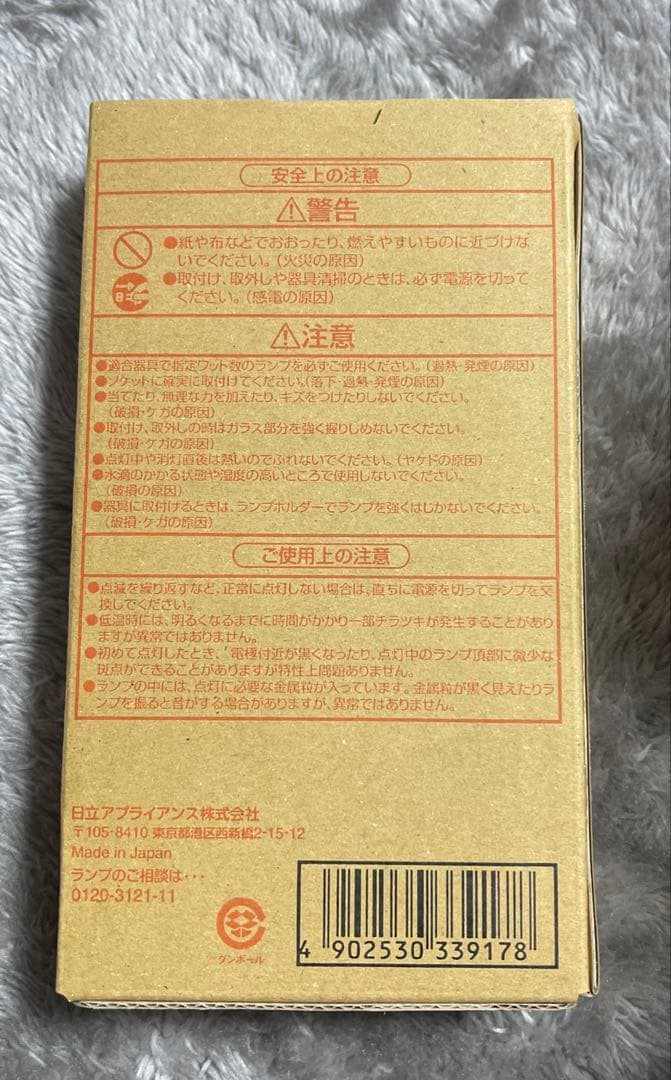 安全上の注意
⚠警告
●紙や布などでおおったり、燃えやすいものに近づけな
いでください。(火災の原因)
●取付け、取外しや器具清掃のときは、必ず電源を切って
ください。(感電の原因)
⚠注意
●適合器具で指定ワット数のランプを必ずご使用ください。(過熱・発煙の原因)
●ソケットに確実に取付けてください。(落下・過熱・発煙の原因)
●当てたり、無理な力を加えたり、キズをつけたりしないでください。
(破損・ケガの原因)
●取付け、取外しの時はガラス部分を強く握りしめないでください。
(破損・ケガの原因)
●点灯中や消灯直後は熱いのでふれないでください。(ヤケドの原因)
●水滴のかかる状態や湿度の高いところで使用しないでください。
(破損の原因)
●器具に取付けるときは、ランプホルダーでランプを強くはじかないでください。
(破損・ケガの原因)
ご使用上の注意
●点滅を繰り返すなど、正常に点灯しない場合は、直ちに電源を切ってランプを交
換してください。
●低温時には、明るくなるまでに時間がかかり一部チラツキが発生することがあり
ますが異常ではありません。
●初めて点灯したとき、電極付近が黒くなったり、点灯中のランプ頂部に微少な
斑点ができることがありますが特性上問題ありません。
●ランプの中には、点灯に必要な金属粒が入っています。金属粒が黒く見えたりラ
ンプを振ると音がする場合がありますが、異常ではありません。
日立アプライアンス株式会社
〒105-8410 東京都港区西新橋2-15-12
Made in Japan
ランプのご相談は・・・
0120-3121-11
ダンボール
4 902530 339178